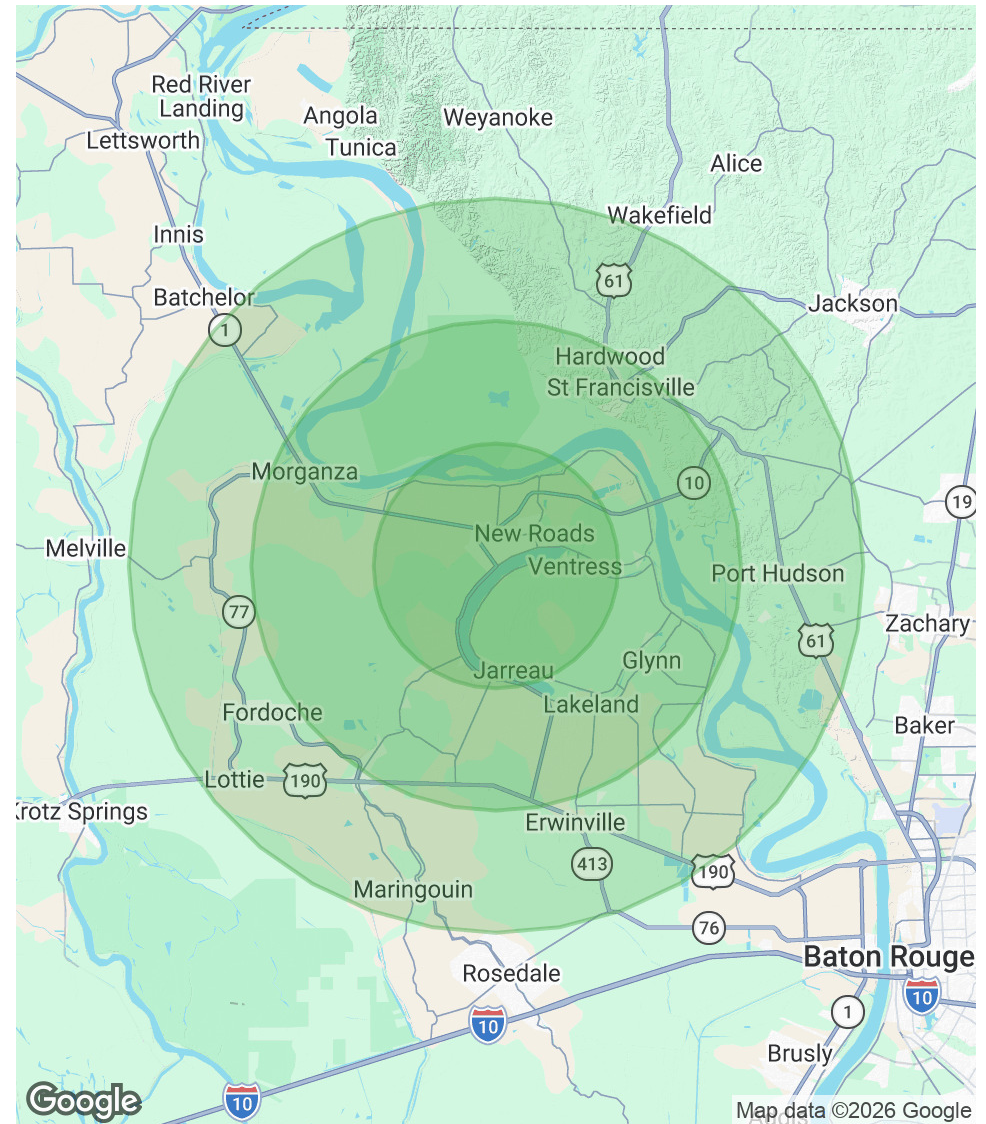 Red River
Landing
Angola
Weyanoke
Lettsworth
Tunica
Alice
Wakefield
Innis
61
Batchelor
Jackson
1
Hardwood
St Francisville
Morganza
10
19
New Roads
Melville
Ventress
Port Hudson
77
Zachary
61
Glynn
Jarreau
Lakeland
Fordoche
Baker
Lottie
190
Krotz Springs
Erwinville
413
190
Maringouin
76
Baton Rouge
Rosedale
10
10
1
Brusly
10
Google
Map data ©2026 Google